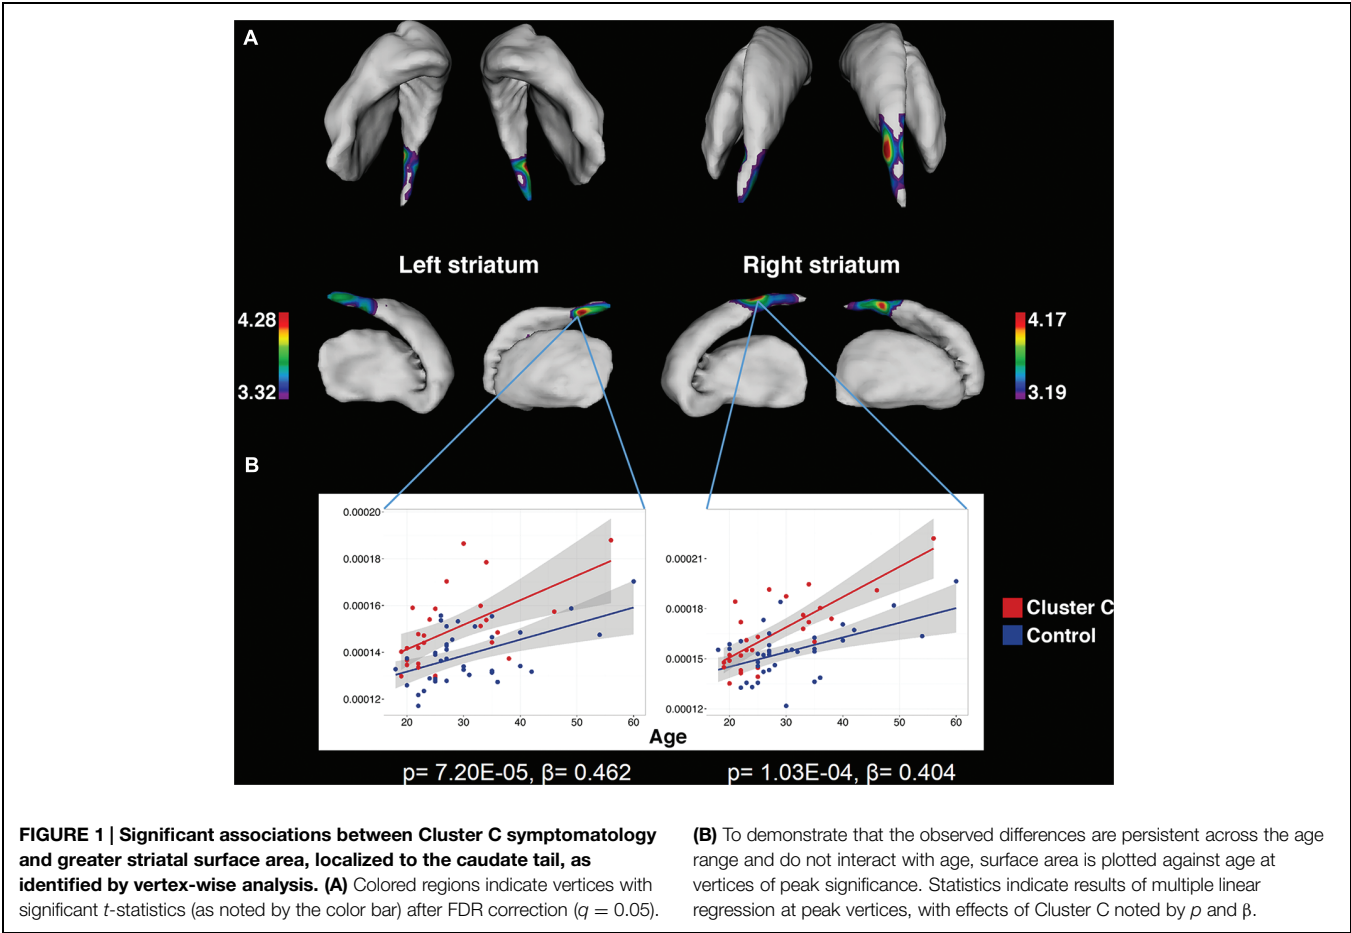 A
Left striatum
Right striatum
4.28
3.32
4.17
3.19
B
0.00020
0.00018
0.00016
0.00014
0.00012
20 30 40 50 60
0.00021
0.00018
0.00015
0.00012
20 30 40 50 60
Age
Cluster C
Control
p= 7.20E-05, β= 0.462
p= 1.03E-04, β= 0.404
FIGURE 1 | Significant associations between Cluster C symptomatology
and greater striatal surface area, localized to the caudate tail, as
identified by vertex-wise analysis. (A) Colored regions indicate vertices with
significant t-statistics (as noted by the color bar) after FDR correction (q = 0.05).
(B) To demonstrate that the observed differences are persistent across the age
range and do not interact with age, surface area is plotted against age at
vertices of peak significance. Statistics indicate results of multiple linear
regression at peak vertices, with effects of Cluster C noted by p and β.